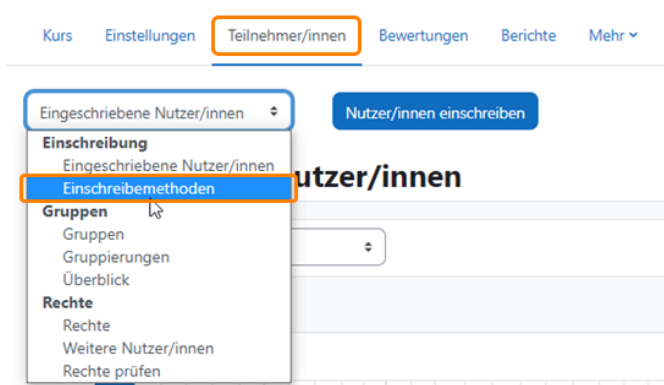 Kurs Einstellungen Teilnehmer/innen Bewertungen Berichte Mehr
Eingeschriebene Nutzer/innen Nutzer/innen einschreiben
Einschreibung
Eingeschriebene Nutzer/innen
utzer/innen
Einschreibemethoden
Gruppen
Gruppen
Gruppierungen
Überblick
Rechte
Rechte
Weitere Nutzer/innen
Rechte prüfen